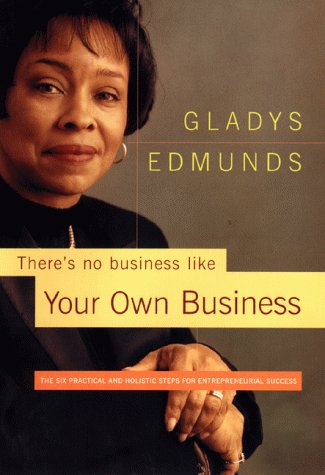 GLADYS
EDMUNDS
There's no business like
Your Own Business
THE SIX PRACTICAL AND HOLISTIC STEPS FOR ENTREPRENEURIAL SUCCESS